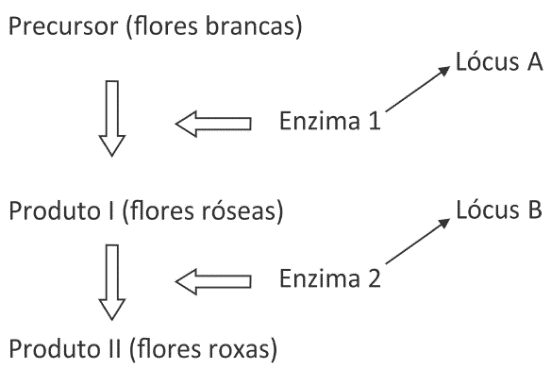 Precursor (flores brancas)
Lócus A
Enzima 1
Produto I (flores róseas)
Lócus B
Enzima 2
Produto II (flores roxas)